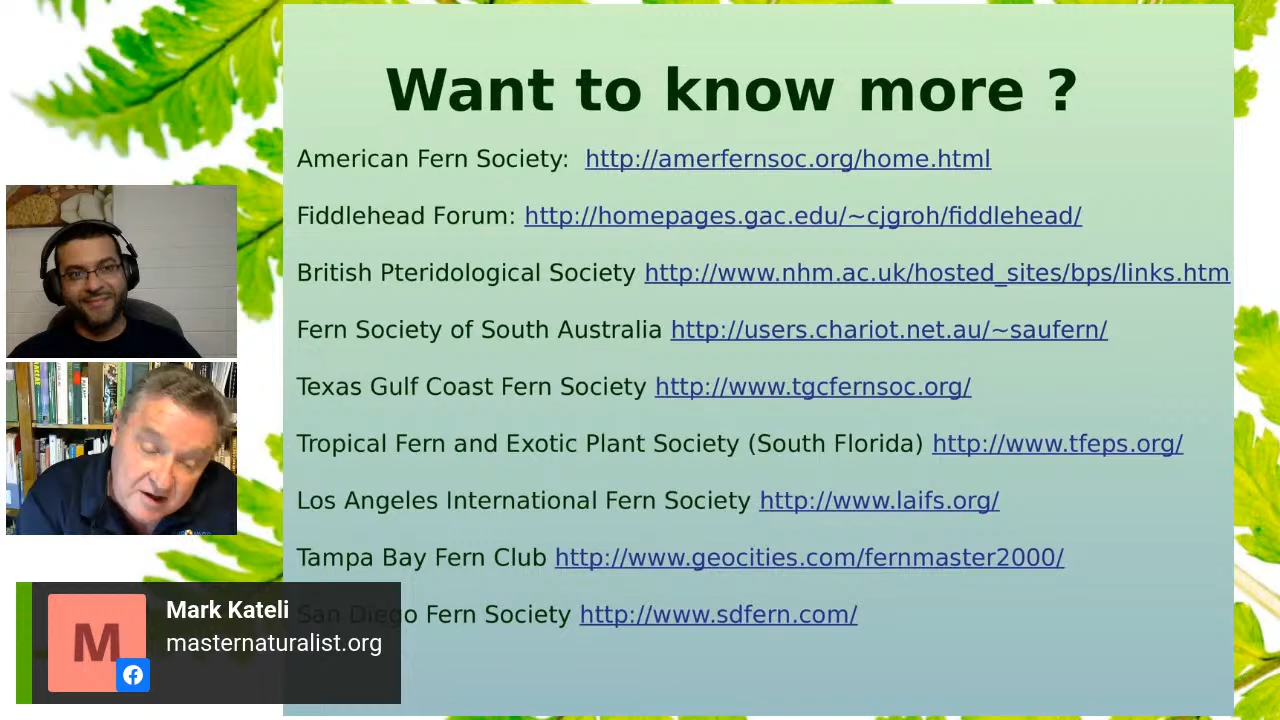 Want to know more ?
American Fern Society: http://amerfernsoc.org/home.html
Fiddlehead Forum: http://homepages.gac.edu/~cjgroh/fiddlehead/
British Pteridological Society http://www.nhm.ac.uk/hosted_sites/bps/links.htm
Fern Society of South Australia http://users.chariot.net.au/~saufern/
Texas Gulf Coast Fern Society http://www.tgcfernsoc.org/
Tropical Fern and Exotic Plant Society (South Florida) http://www.tfeps.org/
Los Angeles International Fern Society http://www.laifs.org/
Tampa Bay Fern Club http://www.geocities.com/fernmaster2000/
San Diego Fern Society http://www.sdfern.com/
M
Mark Kateli
masternaturalist.org